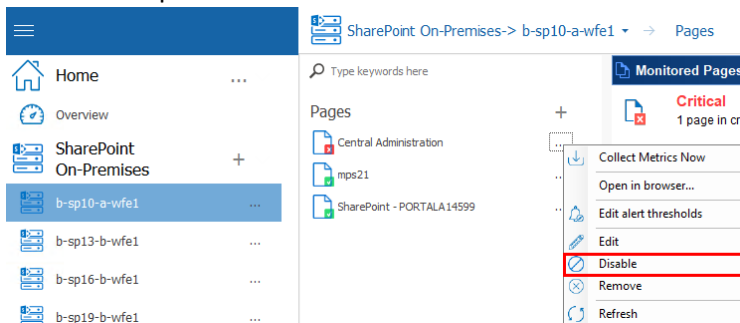 SharePoint On-Premises-> b-sp10-a-wfe1 → Pages
Home ...
Overview
SharePoint
On-Premises +
b-sp10-a-wfe1 ...
b-sp13-b-wfe1 ...
b-sp16-b-wfe1 ...
b-sp19-b-wfe1 ...
Type keywords here
Pages +
Central Administration ...
mps21
SharePoint - PORTALA14599
Monitored Pages
Critical
1 page in cr
Collect Metrics Now
Open in browser...
Edit alert thresholds
Edit
Disable
Remove
Refresh